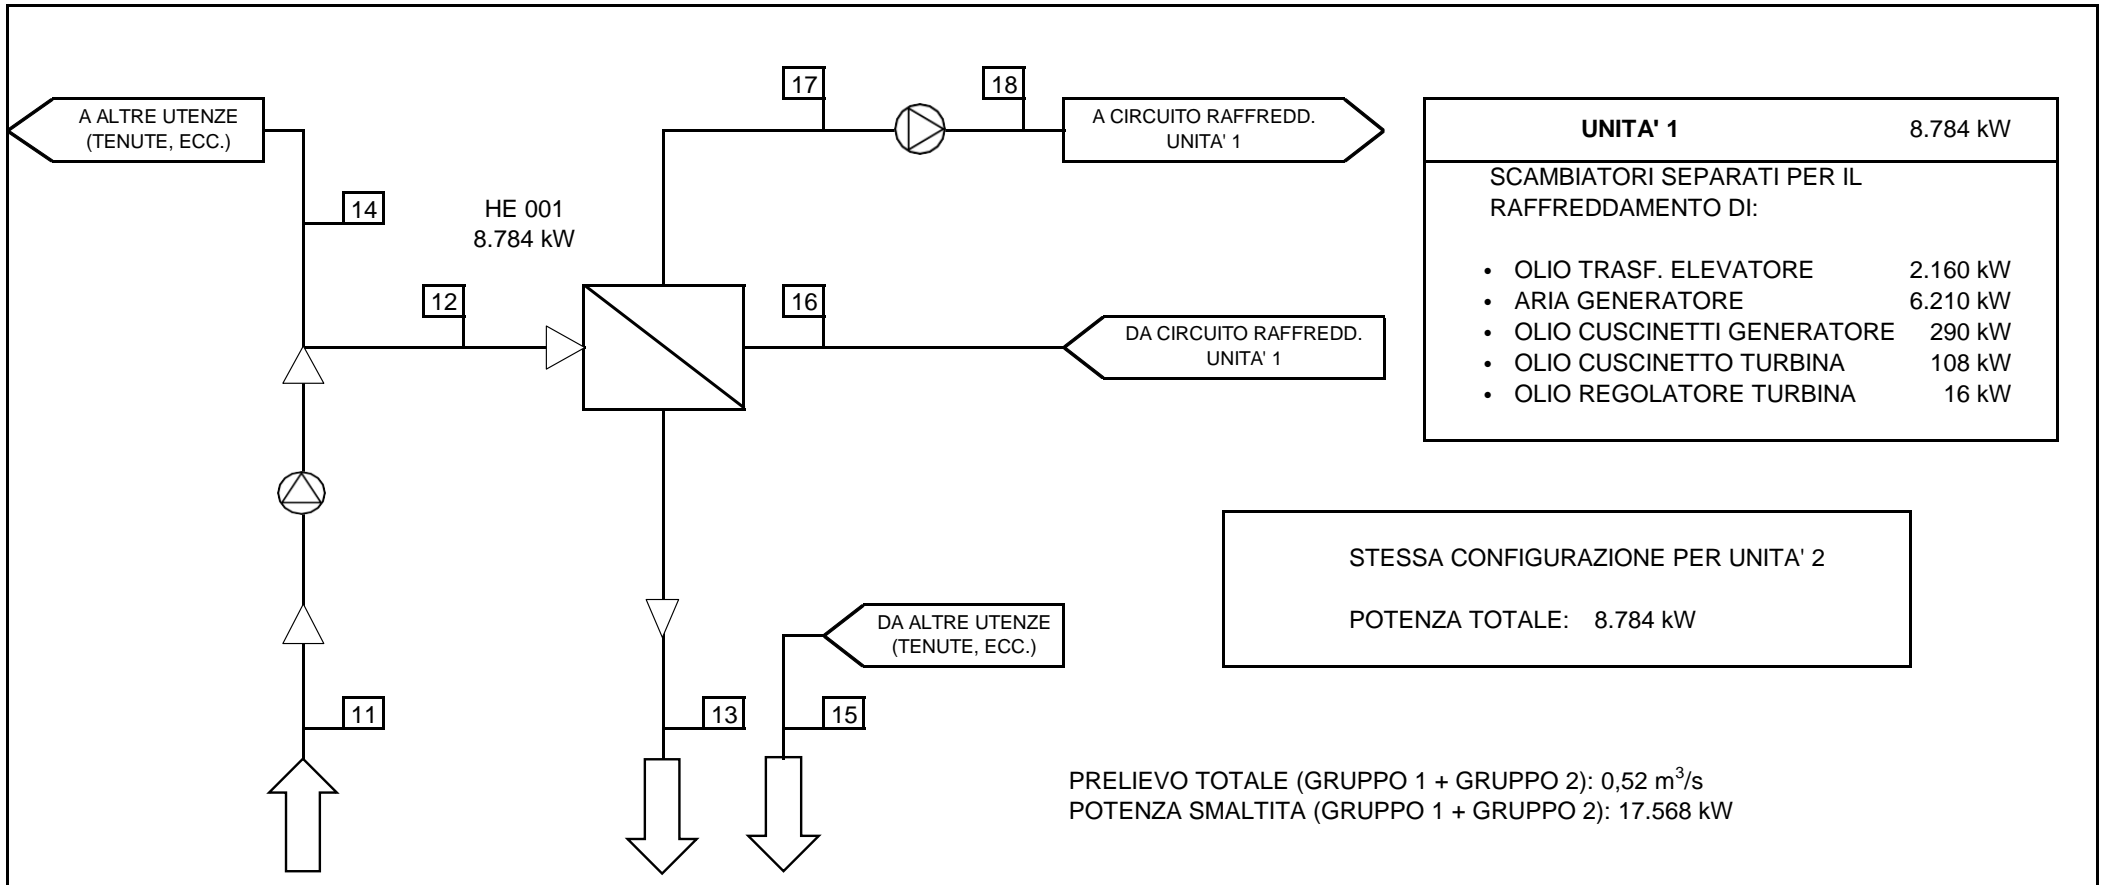 17
18
A ALTRE UTENZE
(TENUTE, ECC.)
A CIRCUITO RAFFREDD.
UNITA' 1
UNITA' 1 8.784 kW
SCAMBIATORI SEPARATI PER IL
RAFFREDDAMENTO DI:
• OLIO TRASF. ELEVATORE 2.160 kW
• ARIA GENERATORE 6.210 kW
• OLIO CUSCINETTI GENERATORE 290 kW
• OLIO CUSCINETTO TURBINA 108 kW
• OLIO REGOLATORE TURBINA 16 kW
14
HE 001
8.784 kW
12
16
DA CIRCUITO RAFFREDD.
UNITA' 1
STESSA CONFIGURAZIONE PER UNITA' 2
POTENZA TOTALE: 8.784 kW
DA ALTRE UTENZE
(TENUTE, ECC.)
11
13
15
PRELIEVO TOTALE (GRUPPO 1 + GRUPPO 2): 0,52 m³/s
POTENZA SMALTITA (GRUPPO 1 + GRUPPO 2): 17.568 kW